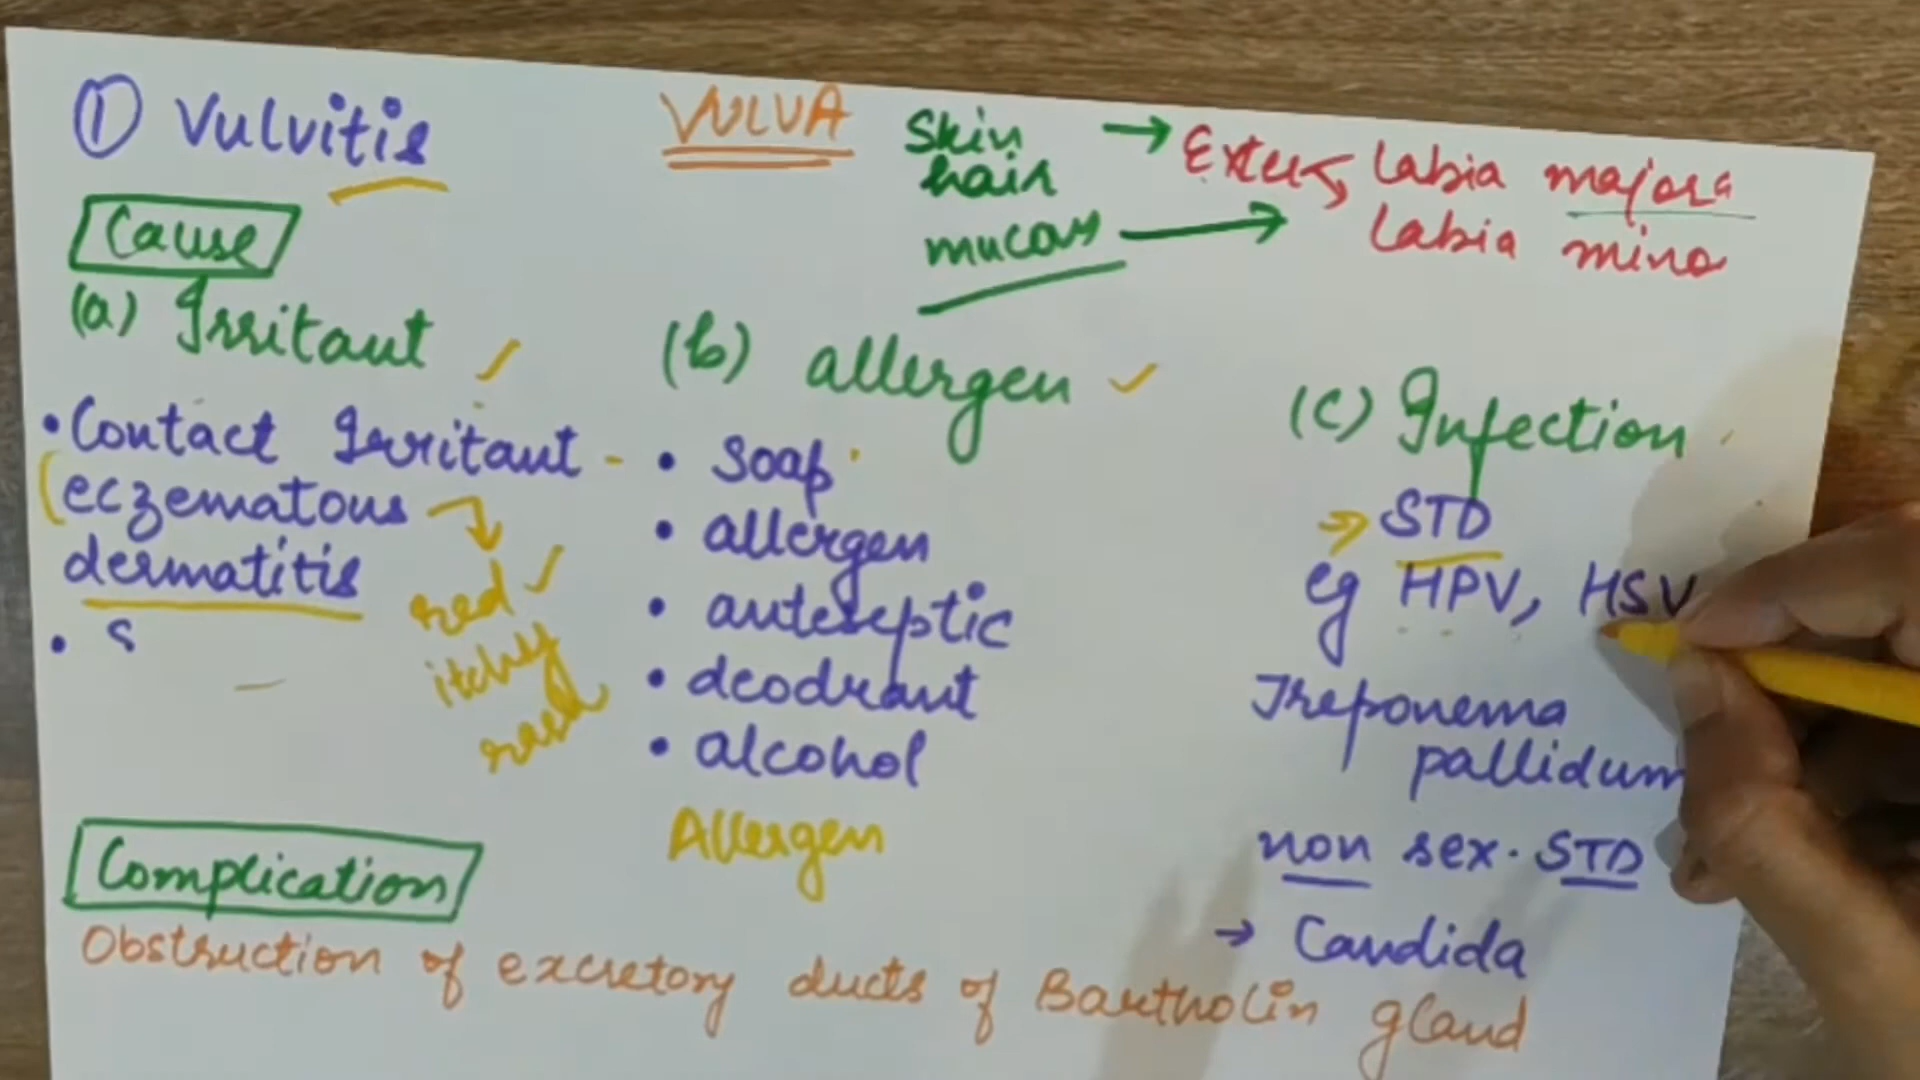 ① Vulvitis
VULVA
Skin
hair
→ Exter
Labia majora
mucous → Labia mino
Cause
(a) Irritant
• Contact Irritant
(eczematous
dermatitis
• S
red
itchy
rash
(b) allergen
• Soap
• allergen
• anteseptic
• deodrant
• alcohol
Allergen
(c) Infection
→ STD
eg HPV, HSV
Treponema
pallidum
non sex. STD
→ Candida
Complication
Obstruction of excretory ducts of Bartholin gland